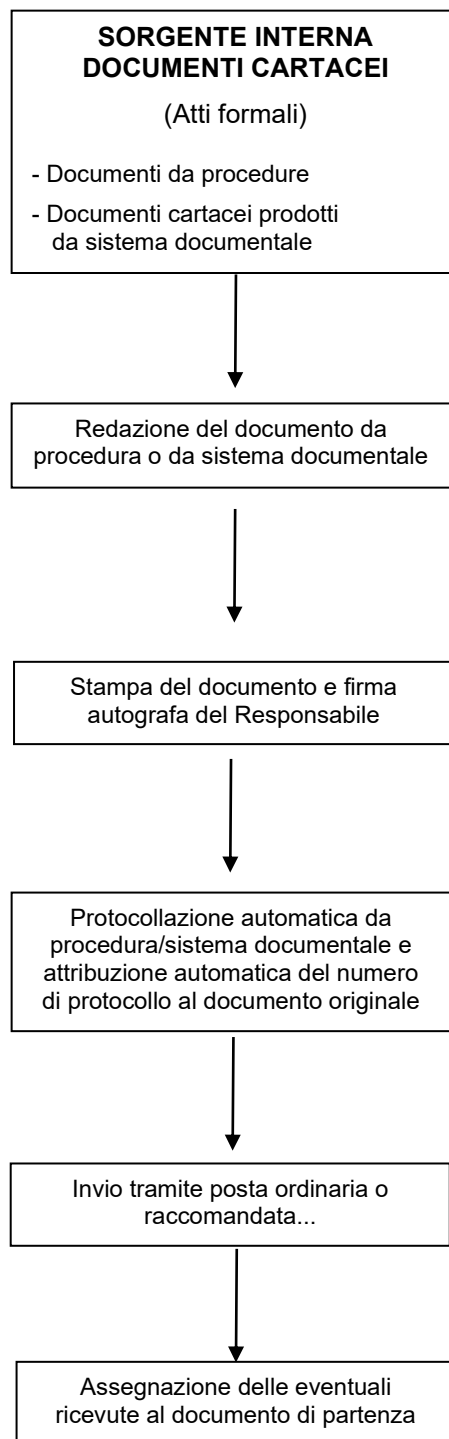 SORGENTE INTERNA
DOCUMENTI CARTACEI
(Atti formali)
- Documenti da procedure
- Documenti cartacei prodotti
da sistema documentale
Redazione del documento da
procedura o da sistema documentale
Stampa del documento e firma
autografa del Responsabile
Protocollazione automatica da
procedura/sistema documentale e
attribuzione automatica del numero
di protocollo al documento originale
Invio tramite posta ordinaria o
raccomandata...
Assegnazione delle eventuali
ricevute al documento di partenza